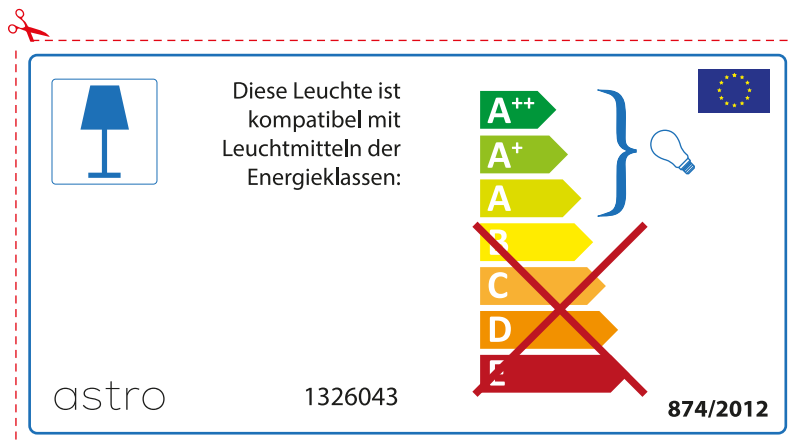 Diese Leuchte ist
kompatibel mit
Leuchtmitteln der
Energieklassen:
A++
A+
A
B
C
D
E
astro
1326043
874/2012